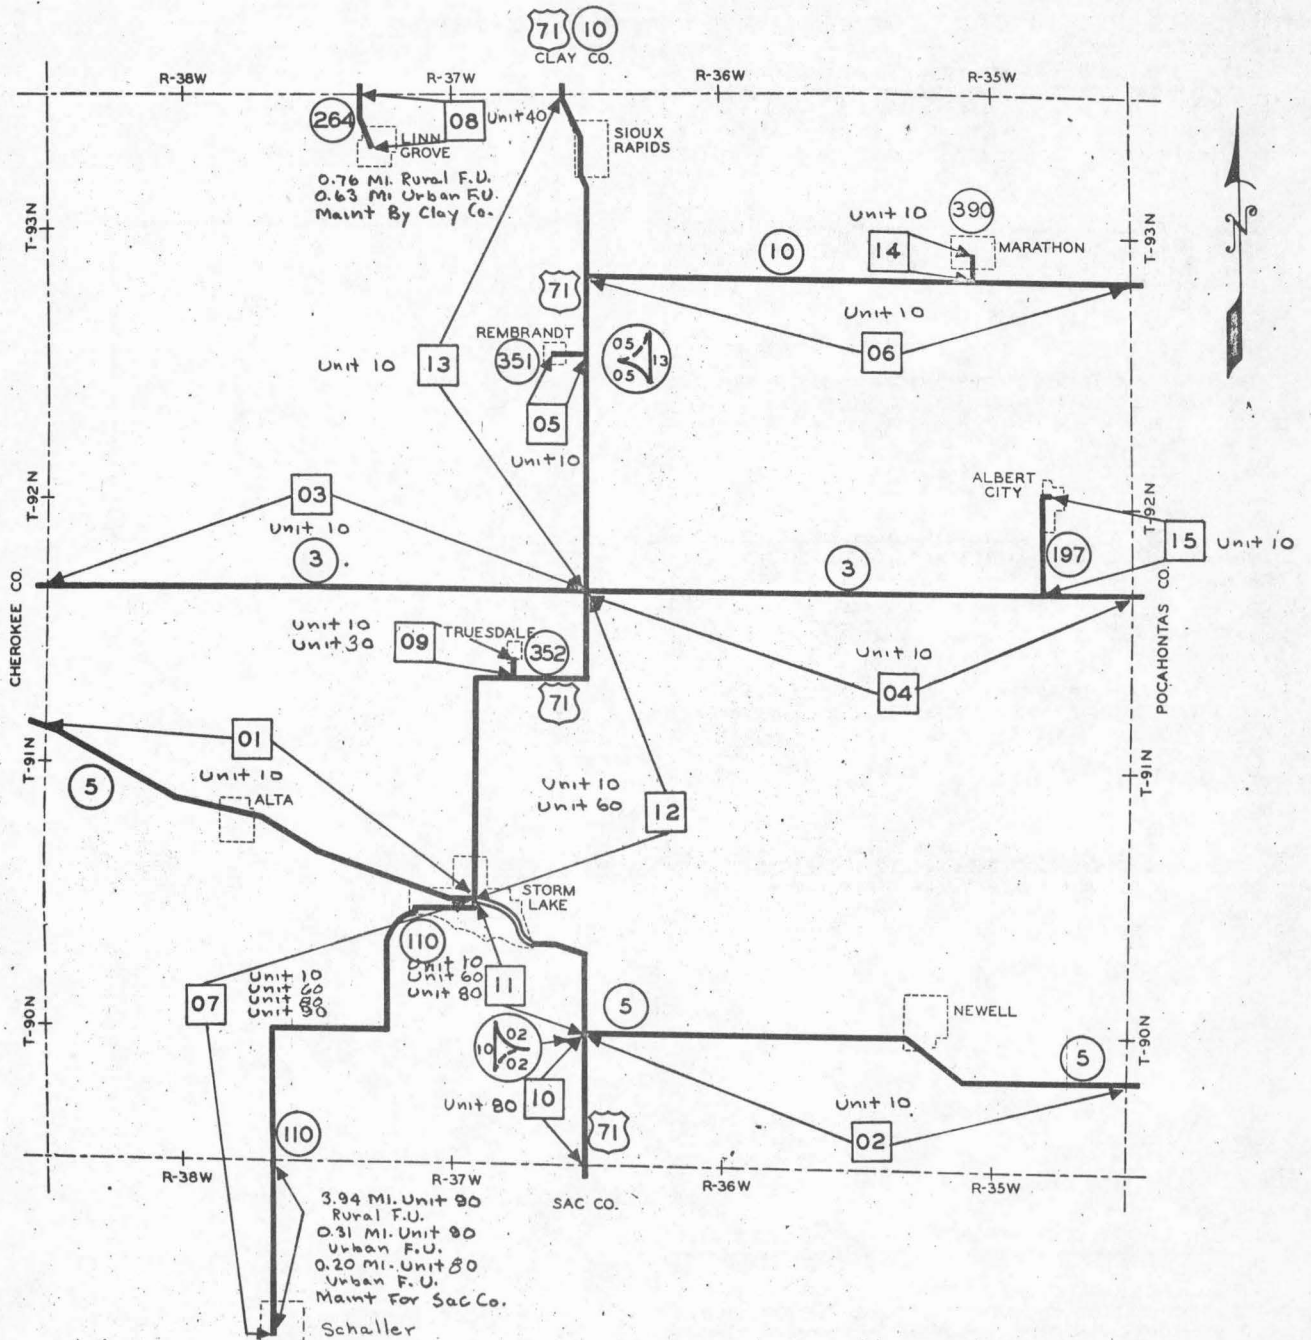 71 10
CLAY CO.
R-38W R-37W R-36W R-35W
264 08 Unit 40
LINN
GROVE
SIOUX
RAPIDS
0.76 MI. Rural F.U.
0.63 MI Urban F.U.
Maint By Clay Co.
T-93N
Unit 10 390
T-93N
10 14 MARATHON
71
Unit 10
REMBRANDT
Unit 10 13 351 05 13 05 06
05
Unit 10
ALBERT
CITY
T-92N 03
T-92N
Unit 10
15 Unit 10
3 3 197
CHEROKEE CO.
POCAHONTAS CO.
Unit 10
Unit 30
09 TRUESDALE 352
Unit 10
04
71
01
T-91N
Unit 10
T-91N
5 ALTA
Unit 10
Unit 60
12
STORM
LAKE
110
07
Unit 10
Unit 60
Unit 80
Unit 90
Unit 10
Unit 60
Unit 80
11
5
NEWELL
T-90N
T-90N
02 10 02
5
Unit 80 10
Unit 10
02
110 71
R-38W R-37W R-36W R-35W
SAC CO.
3.94 MI. Unit 90
Rural F.U.
0.31 MI. Unit 90
Urban F.U.
0.20 MI. Unit 80
Urban F.U.
Maint For Sac Co.
Schaller